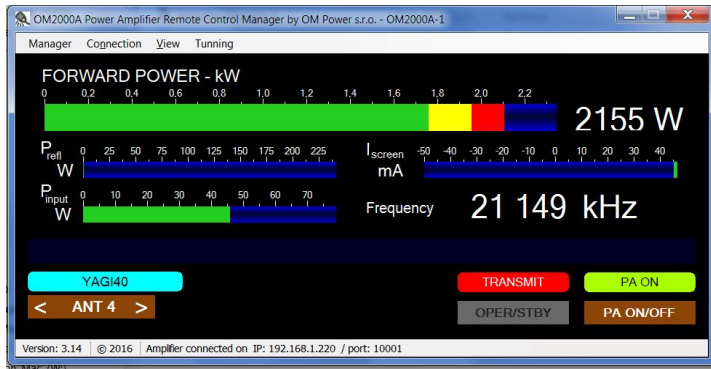 OM2000A Power Amplifier Remote Control Manager by OM Power s.r.o. - OM2000A-1
Manager Connection View Tunning
FORWARD POWER - kW
0 0,2 0,4 0,6 0,8 1,0 1,2 1,4 1,6 1,8 2,0 2,2
2155 W
Prefl W 0 25 50 75 100 125 150 175 200 225
Iscreen mA -50 -40 -30 -20 -10 0 10 20 30 40
Pinput W 0 10 20 30 40 50 60 70
Frequency 21 149 kHz
YAGI40 TRANSMIT PA ON
< ANT 4 > OPER/STBY PA ON/OFF
Version: 3.14 © 2016 Amplifier connected on IP: 192.168.1.220 / port: 10001